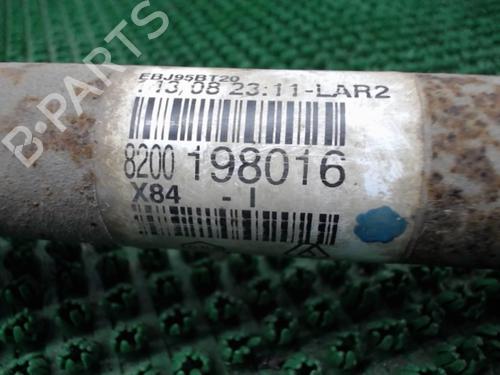 EBJ95BT20
. 13,08 23:11-LAR2
8200 198016
X84 - I
B-PARTS